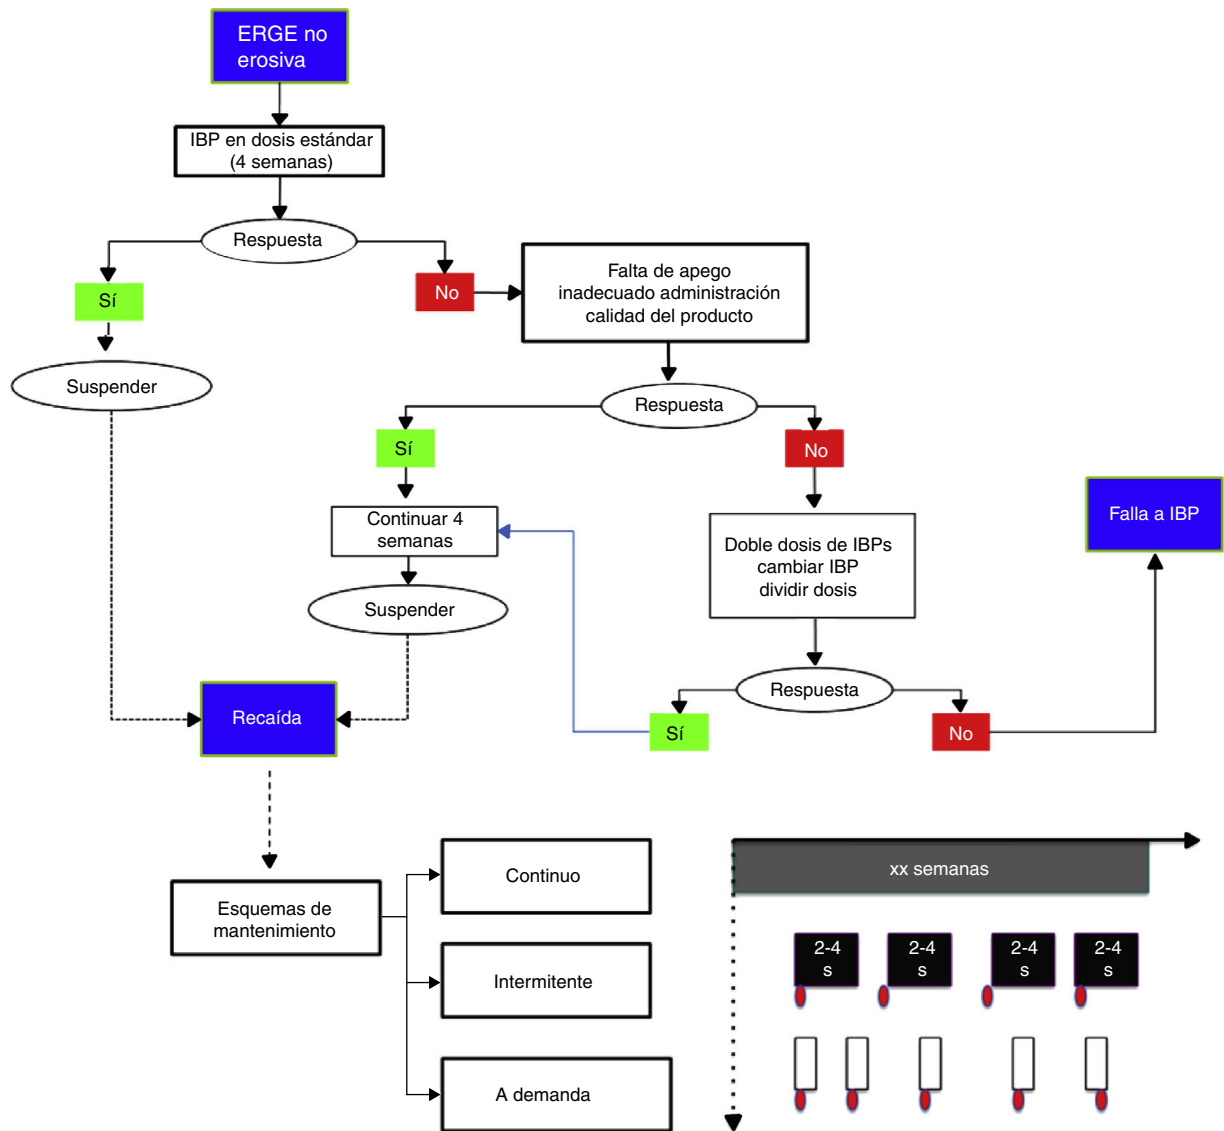 ERGE no
erosiva
IBP en dosis estándar
(4 semanas)
Respuesta
Sí
No
Falta de apego
inadecuado administración
calidad del producto
Suspender
Respuesta
Sí
No
Continuar 4
semanas
Doble dosis de IBPs
cambiar IBP
dividir dosis
Falla a IBP
Suspender
Respuesta
Recaída
Sí
No
Esquemas de
mantenimiento
Continuo
xx semanas
Intermitente
2-4
s
2-4
s
2-4
s
2-4
s
A demanda